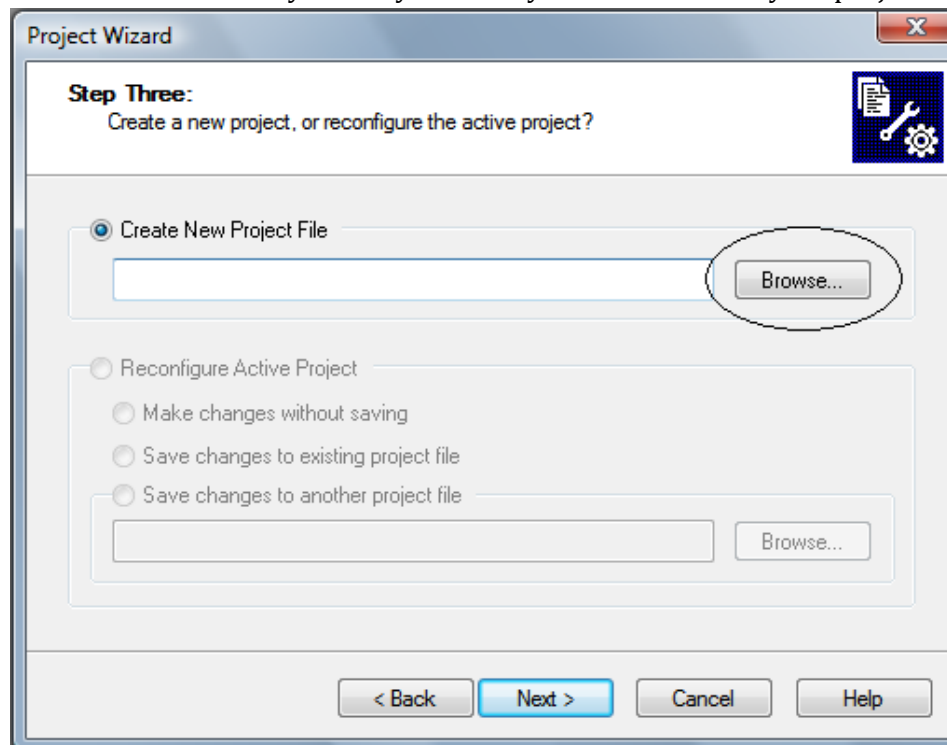 Project Wizard
Step Three:
Create a new project, or reconfigure the active project?
Create New Project File
Browse...
Reconfigure Active Project
Make changes without saving
Save changes to existing project file
Save changes to another project file
Browse...
< Back Next > Cancel Help